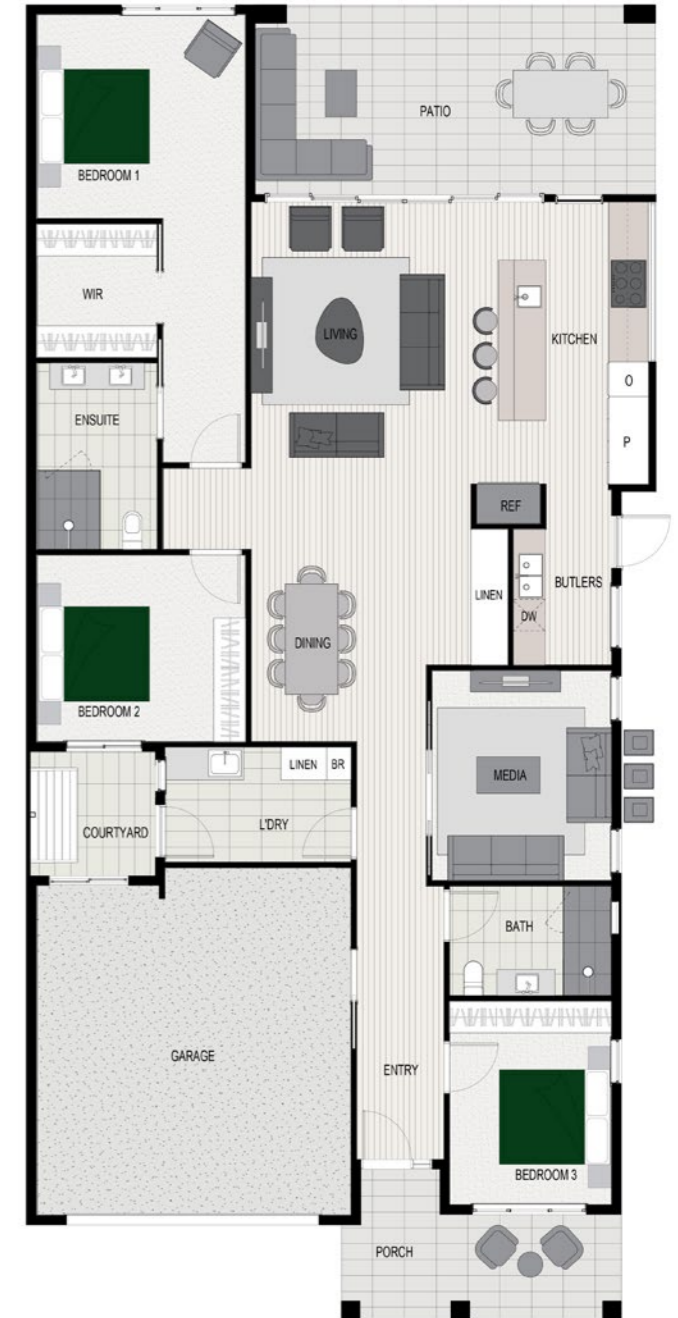 PATIO
BEDROOM 1
WIR
LIVING
KITCHEN
O
ENSUITE
P
REF
BUTLERS
LINEN
DW
DINING
BEDROOM 2
LINEN
BR
MEDIA
COURTYARD
L'DRY
BATH
GARAGE
ENTRY
BEDROOM 3
PORCH